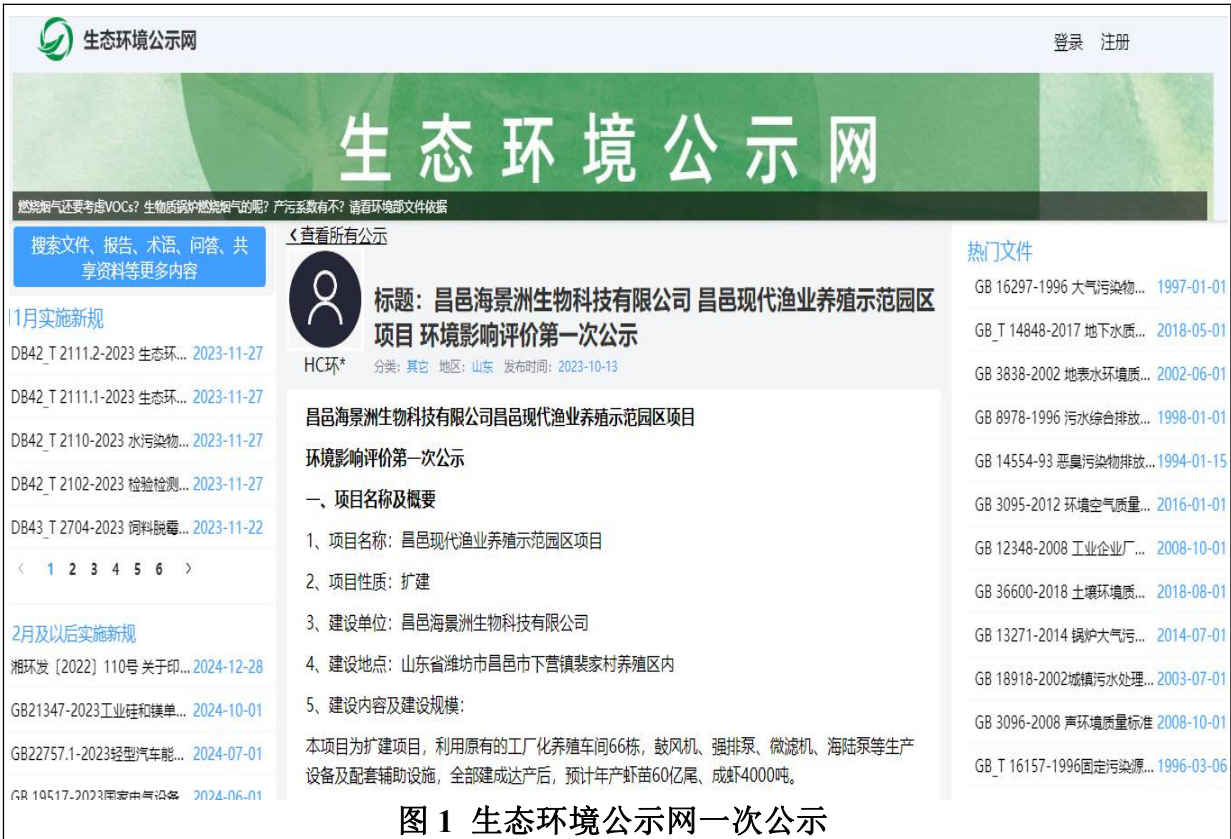 生态环境公示网
登录 注册
生态环境公示网
燃烧烟气还要考虑VOCs？生物质锅炉燃烧烟气的呢？产污系数有不？请看环境部文件依据
搜索文件、报告、术语、问答、共
享资料等更多内容
1月实施新规
DB42_T 2111.2-2023 生态环... 2023-11-27
DB42_T 2111.1-2023 生态环... 2023-11-27
DB42_T 2110-2023 水污染物... 2023-11-27
DB42_T 2102-2023 检验检测... 2023-11-27
DB43_T 2704-2023 饲料脱霉... 2023-11-22
< 1 2 3 4 5 6 >
2月及以后实施新规
湘环发〔2022〕110号 关于印... 2024-12-28
GB21347-2023工业硅和镁单... 2024-10-01
GB22757.1-2023轻型汽车能... 2024-07-01
GB 19517-2023国家电气设备 2024-06-01
<查看所有公示
HC环*
标题：昌邑海景洲生物科技有限公司 昌邑现代渔业养殖示范园区
项目 环境影响评价第一次公示
分类：其它 地区：山东 发布时间：2023-10-13
昌邑海景洲生物科技有限公司昌邑现代渔业养殖示范园区项目
环境影响评价第一次公示
一、项目名称及概要
1、项目名称：昌邑现代渔业养殖示范园区项目
2、项目性质：扩建
3、建设单位：昌邑海景洲生物科技有限公司
4、建设地点：山东省潍坊市昌邑市下营镇裴家村养殖区内
5、建设内容及建设规模：
本项目为扩建项目，利用原有的工厂化养殖车间66栋，鼓风机、强排泵、微滤机、海陆泵等生产
设备及配套辅助设施，全部建成达产后，预计年产虾苗60亿尾、成虾4000吨。
热门文件
GB 16297-1996 大气污染物... 1997-01-01
GB_T 14848-2017 地下水质... 2018-05-01
GB 3838-2002 地表水环境质... 2002-06-01
GB 8978-1996 污水综合排放... 1998-01-01
GB 14554-93 恶臭污染物排放... 1994-01-15
GB 3095-2012 环境空气质量... 2016-01-01
GB 12348-2008 工业企业厂... 2008-10-01
GB 36600-2018 土壤环境质... 2018-08-01
GB 13271-2014 锅炉大气污... 2014-07-01
GB 18918-2002城镇污水处理... 2003-07-01
GB 3096-2008 声环境质量标准 2008-10-01
GB_T 16157-1996固定污染源... 1996-03-06
图 1 生态环境公示网一次公示